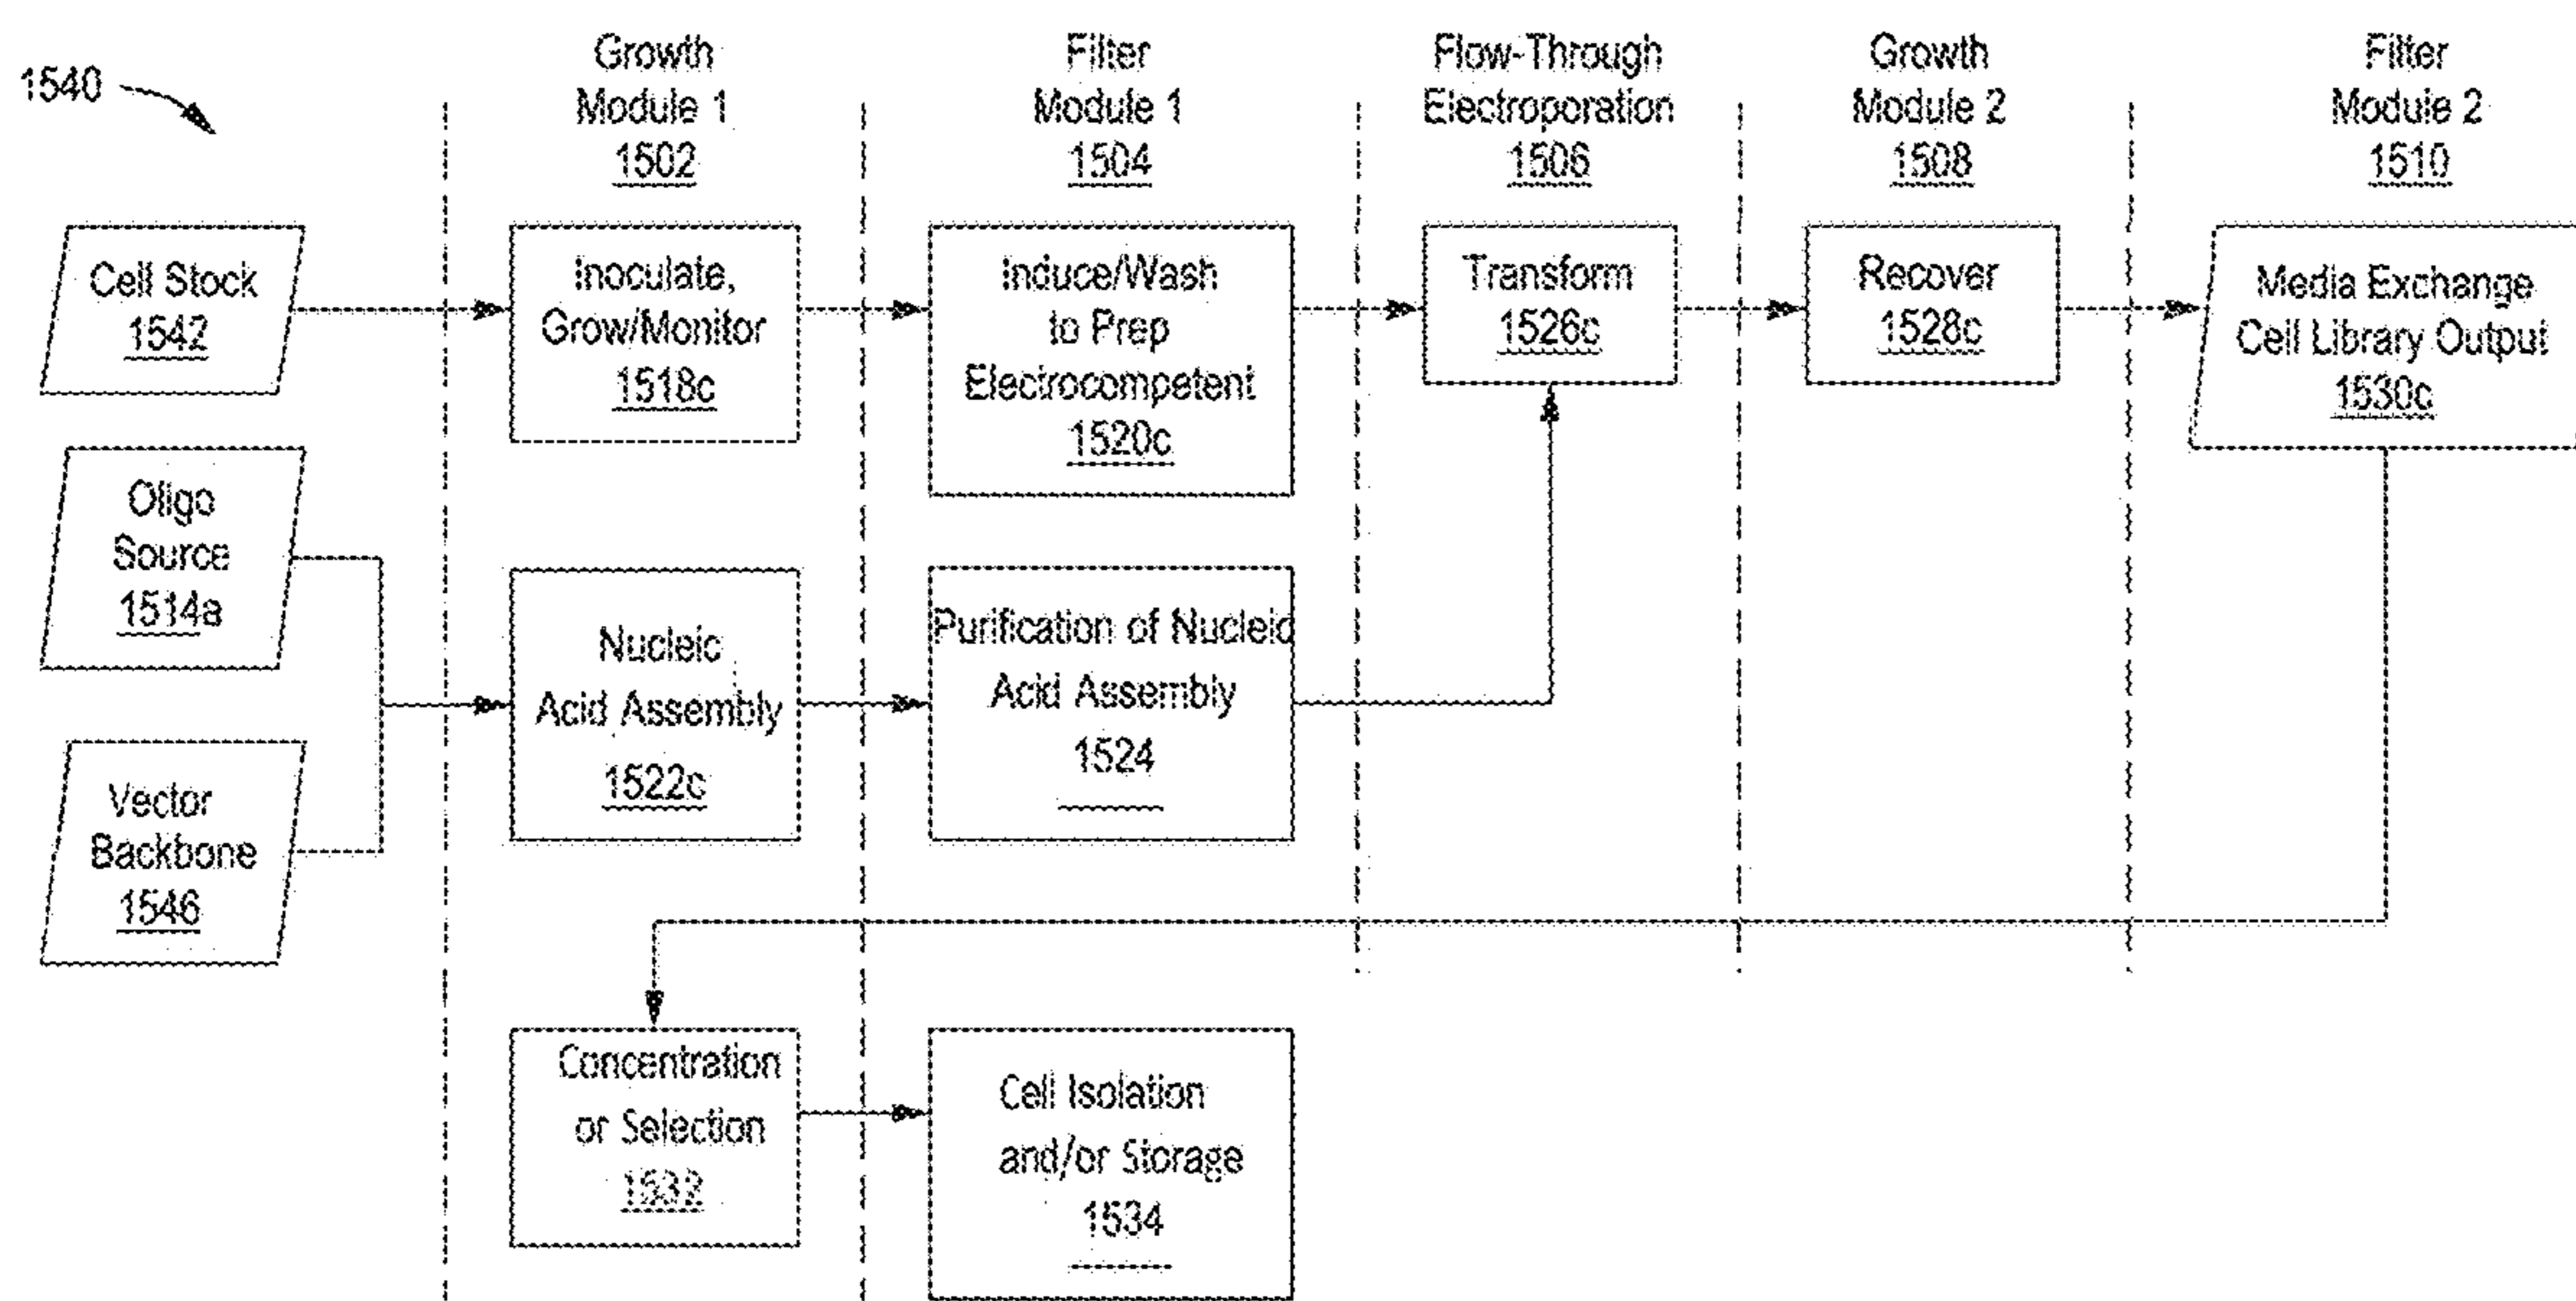 1540
Growth
Module 1
1502
Filter
Module 1
1504
Flow-Through
Electroporation
1506
Growth
Module 2
1508
Filter
Module 2
1510
Cell Stock
1542
Inoculate,
Grow/Monitor
1518c
Induce/Wash
to Prep
Electrocompetent
1520c
Transform
1526c
Recover
1528c
Media Exchange
Cell Library Output
1530c
Oligo
Source
1514a
Vector
Backbone
1546
Nucleic
Acid Assembly
1522c
Purification of Nucleic
Acid Assembly
1524
Concentration
or Selection
1532
Cell Isolation
and/or Storage
1534